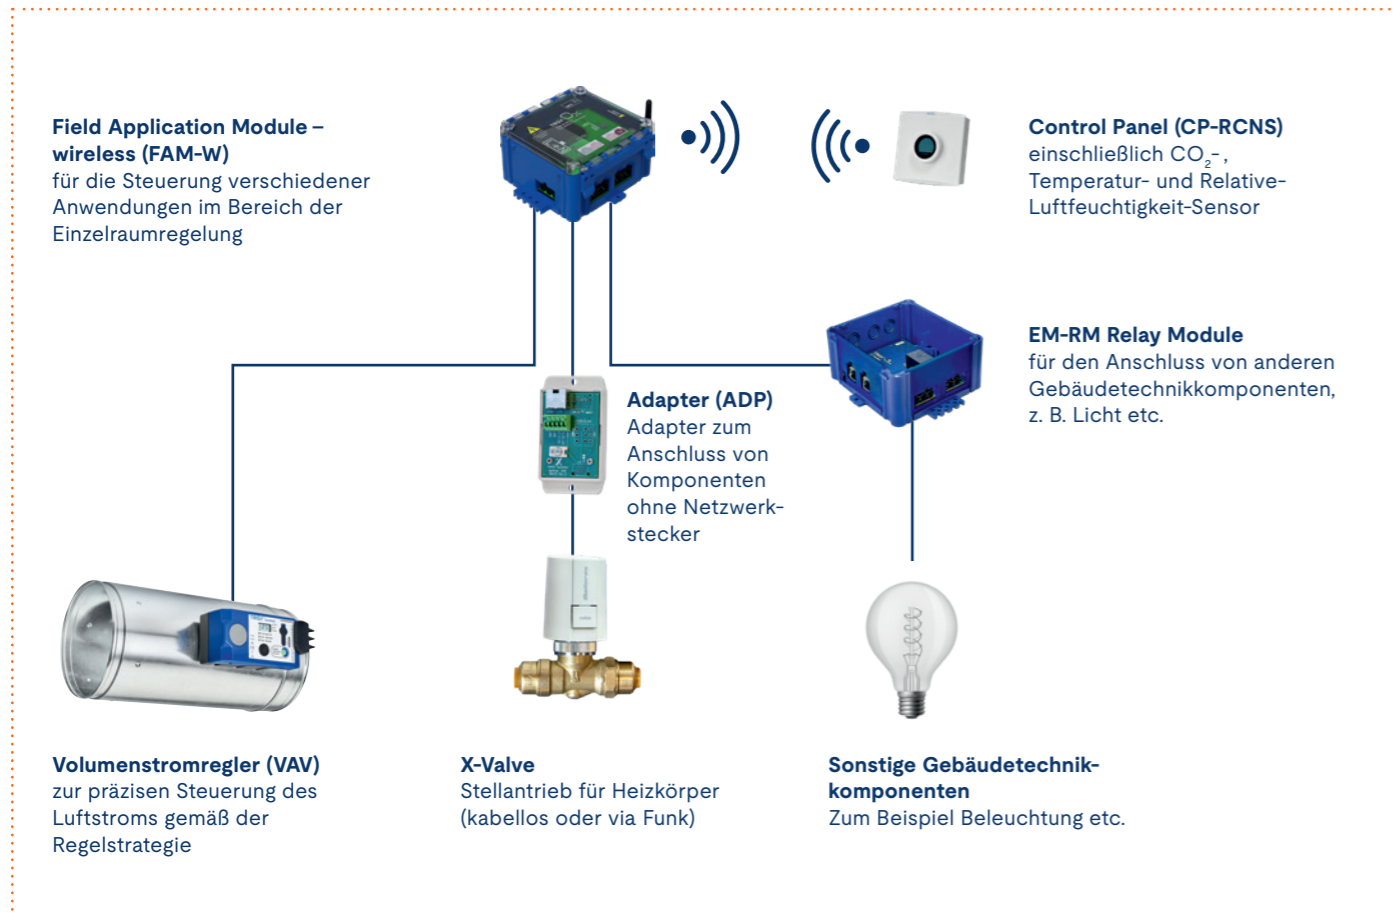 Field Application Module –
wireless (FAM-W)
für die Steuerung verschiedener
Anwendungen im Bereich der
Einzelraumregelung
Control Panel (CP-RCNS)
einschließlich CO₂-,
Temperatur- und Relative-
Luftfeuchtigkeit-Sensor
EM-RM Relay Module
für den Anschluss von anderen
Gebäudetechnikkomponenten,
z. B. Licht etc.
Adapter (ADP)
Adapter zum
Anschluss von
Komponenten
ohne Netzwerk-
stecker
Volumenstromregler (VAV)
zur präzisen Steuerung des
Luftstroms gemäß der
Regelstrategie
X-Valve
Stellantrieb für Heizkörper
(kabellos oder via Funk)
Sonstige Gebäudetechnik-
komponenten
Zum Beispiel Beleuchtung etc.